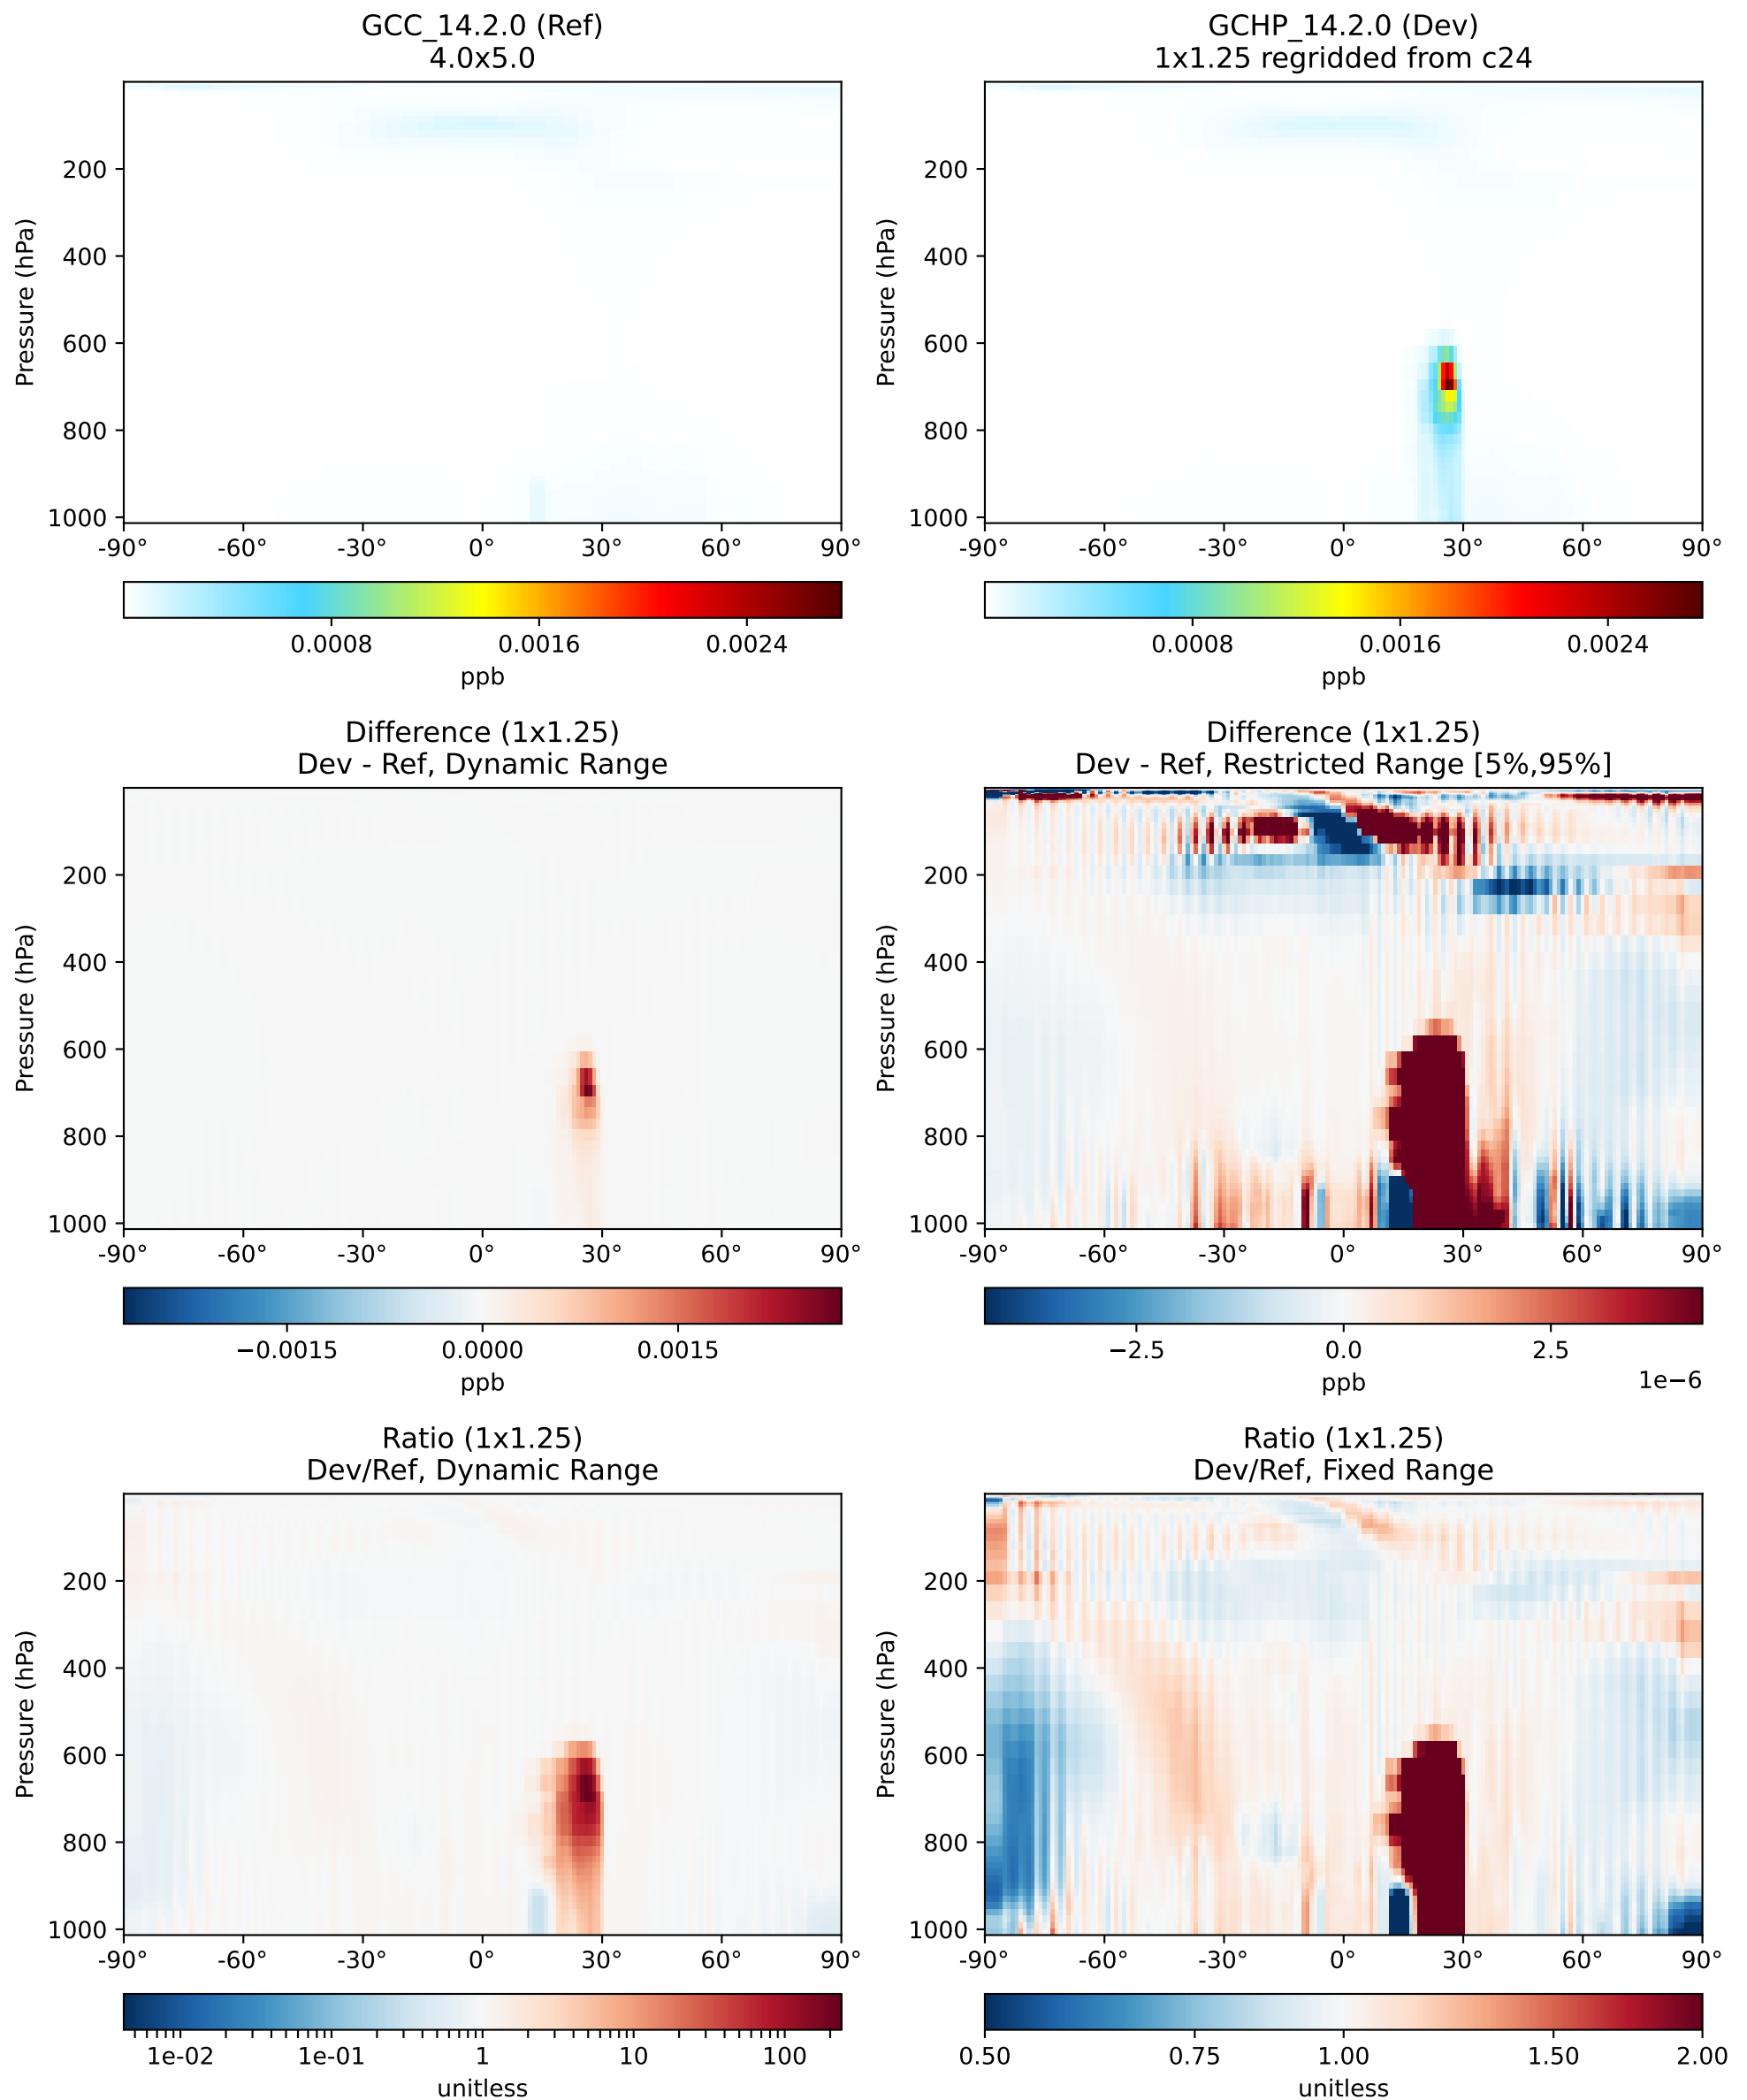 GCC_14.2.0 (Ref)
4.0x5.0
Pressure (hPa)
200
400
600
800
1000
-90° -60° -30° 0° 30° 60° 90°
0.0008 0.0016 0.0024
ppb
GCHP_14.2.0 (Dev)
1x1.25 regridded from c24
Pressure (hPa)
200
400
600
800
1000
-90° -60° -30° 0° 30° 60° 90°
0.0008 0.0016 0.0024
ppb
Difference (1x1.25)
Dev - Ref, Dynamic Range
Pressure (hPa)
200
400
600
800
1000
-90° -60° -30° 0° 30° 60° 90°
−0.0015 0.0000 0.0015
ppb
Difference (1x1.25)
Dev - Ref, Restricted Range [5%,95%]
Pressure (hPa)
200
400
600
800
1000
-90° -60° -30° 0° 30° 60° 90°
−2.5 0.0 2.5
ppb 1e−6
Ratio (1x1.25)
Dev/Ref, Dynamic Range
Pressure (hPa)
200
400
600
800
1000
-90° -60° -30° 0° 30° 60° 90°
1e-02 1e-01 1 10 100
unitless
Ratio (1x1.25)
Dev/Ref, Fixed Range
Pressure (hPa)
200
400
600
800
1000
-90° -60° -30° 0° 30° 60° 90°
0.50 0.75 1.00 1.50 2.00
unitless